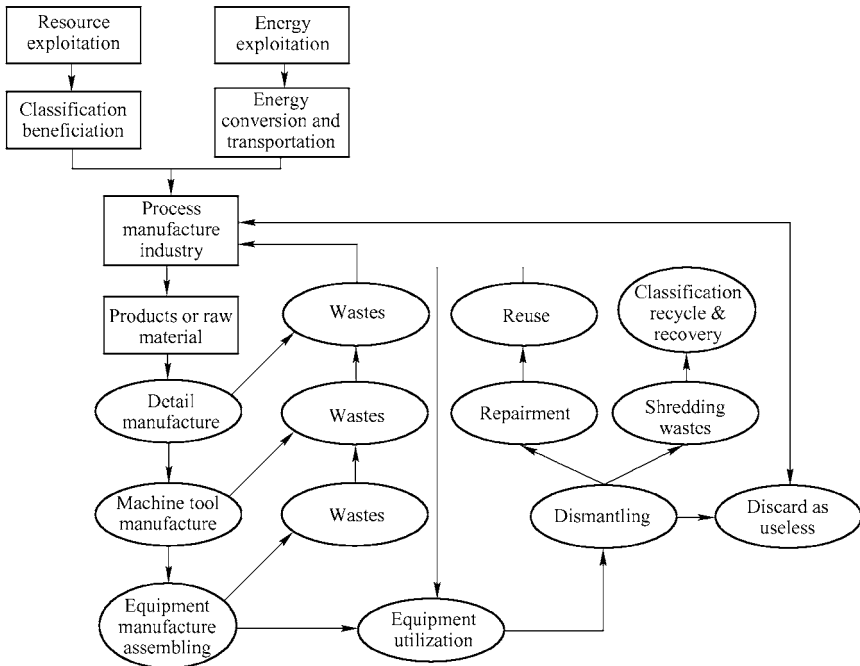 Resource
exploitation
Energy
exploitation
Classification
beneficiation
Energy
conversion and
transportation
Process
manufacture
industry
Products or raw
material
Wastes
Reuse
Classification
recycle &
recovery
Detail
manufacture
Wastes
Repairment
Shredding
wastes
Machine tool
manufacture
Wastes
Dismantling
Discard as
useless
Equipment
manufacture
assembling
Equipment
utilization